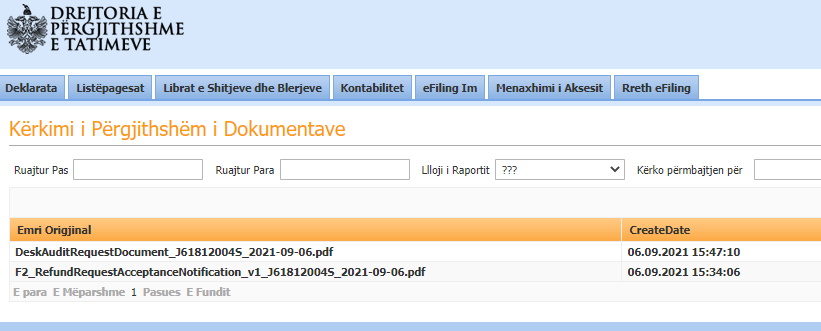 DREJTORIA E
PËRGJITHSHME
E TATIMEVE
Deklarata Listëpagesat Librat e Shitjeve dhe Blerjeve Kontabilitet eFiling Im Menaxhimi i Aksesit Rreth eFiling
Kërkimi i Përgjithshëm i Dokumentave
Ruajtur Pas Ruajtur Para Llloji i Raportit ??? Kërko përmbajtjen për
Emri Origjinal CreateDate
DeskAuditRequestDocument_J61812004S_2021-09-06.pdf 06.09.2021 15:47:10
F2_RefundRequestAcceptanceNotification_v1_J61812004S_2021-09-06.pdf 06.09.2021 15:34:06
E para E Mëparshme 1 Pasues E Fundit